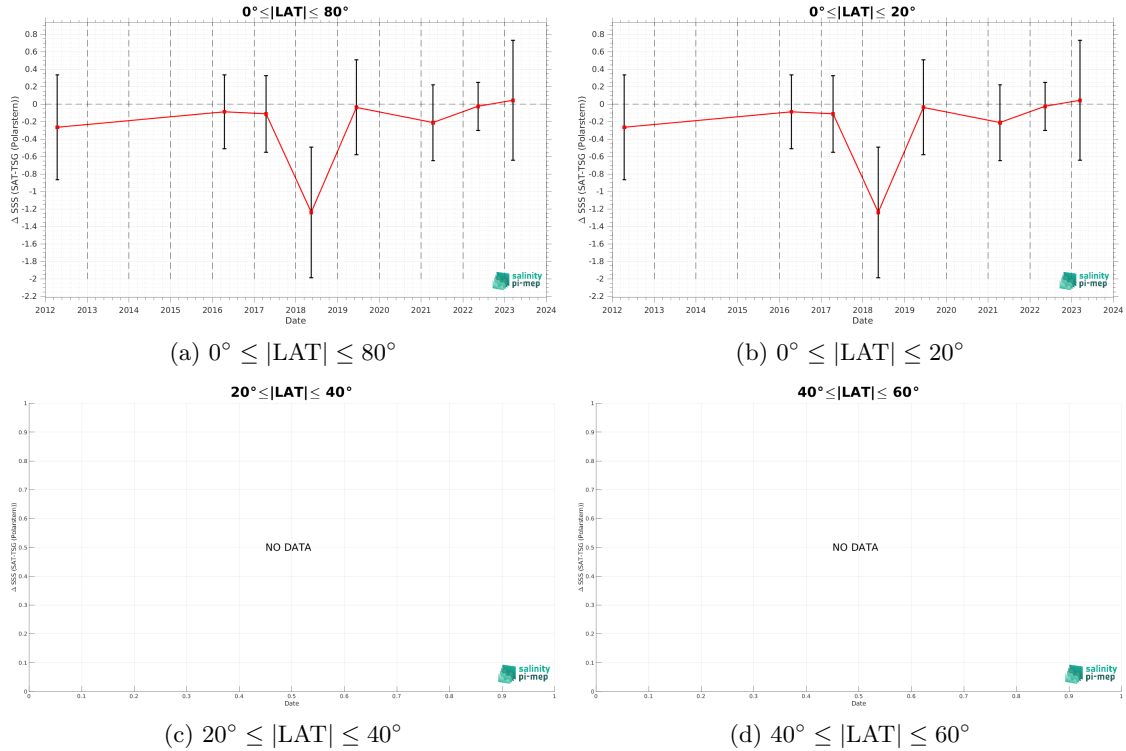 0°≤|LAT|≤ 80°
Δ SSS (SAT-TSG (Polarstern))
0.8
0.6
0.4
0.2
0
-0.2
-0.4
-0.6
-0.8
-1
-1.2
-1.4
-1.6
-1.8
-2
-2.2
2012 2013 2014 2015 2016 2017 2018 2019 2020 2021 2022 2023 2024
Date
salinity
pi-mep
(a) 0° ≤ |LAT| ≤ 80°
0°≤|LAT|≤ 20°
Δ SSS (SAT-TSG (Polarstern))
0.8
0.6
0.4
0.2
0
-0.2
-0.4
-0.6
-0.8
-1
-1.2
-1.4
-1.6
-1.8
-2
-2.2
2012 2013 2014 2015 2016 2017 2018 2019 2020 2021 2022 2023 2024
Date
salinity
pi-mep
(b) 0° ≤ |LAT| ≤ 20°
20°≤|LAT|≤ 40°
Δ SSS (SAT-TSG (Polarstern))
1
0.9
0.8
0.7
0.6
0.5
0.4
0.3
0.2
0.1
0
NO DATA
0 0.1 0.2 0.3 0.4 0.5 0.6 0.7 0.8 0.9 1
Date
salinity
pi-mep
(c) 20° ≤ |LAT| ≤ 40°
40°≤|LAT|≤ 60°
Δ SSS (SAT-TSG (Polarstern))
1
0.9
0.8
0.7
0.6
0.5
0.4
0.3
0.2
0.1
0
NO DATA
0 0.1 0.2 0.3 0.4 0.5 0.6 0.7 0.8 0.9 1
Date
salinity
pi-mep
(d) 40° ≤ |LAT| ≤ 60°